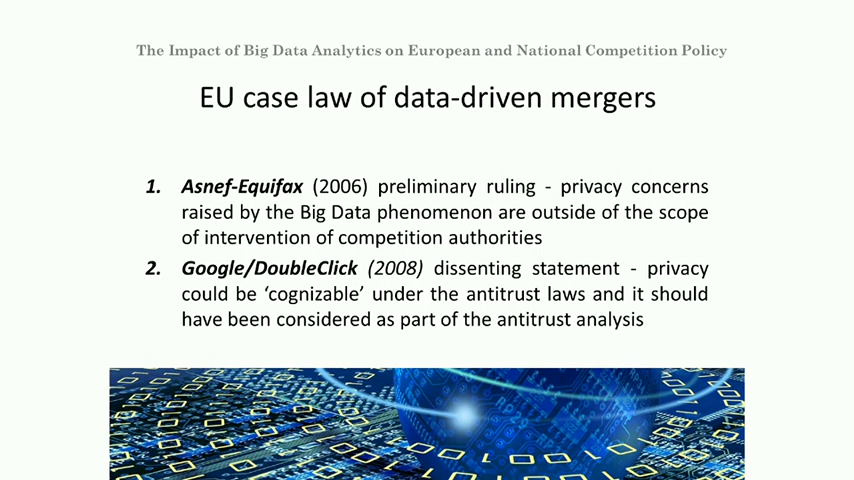 The Impact of Big Data Analytics on European and National Competition Policy
EU case law of data-driven mergers
1. Asnef-Equifax (2006) preliminary ruling - privacy concerns
raised by the Big Data phenomenon are outside of the scope
of intervention of competition authorities
2. Google/DoubleClick (2008) dissenting statement - privacy
could be ‘cognizable’ under the antitrust laws and it should
have been considered as part of the antitrust analysis